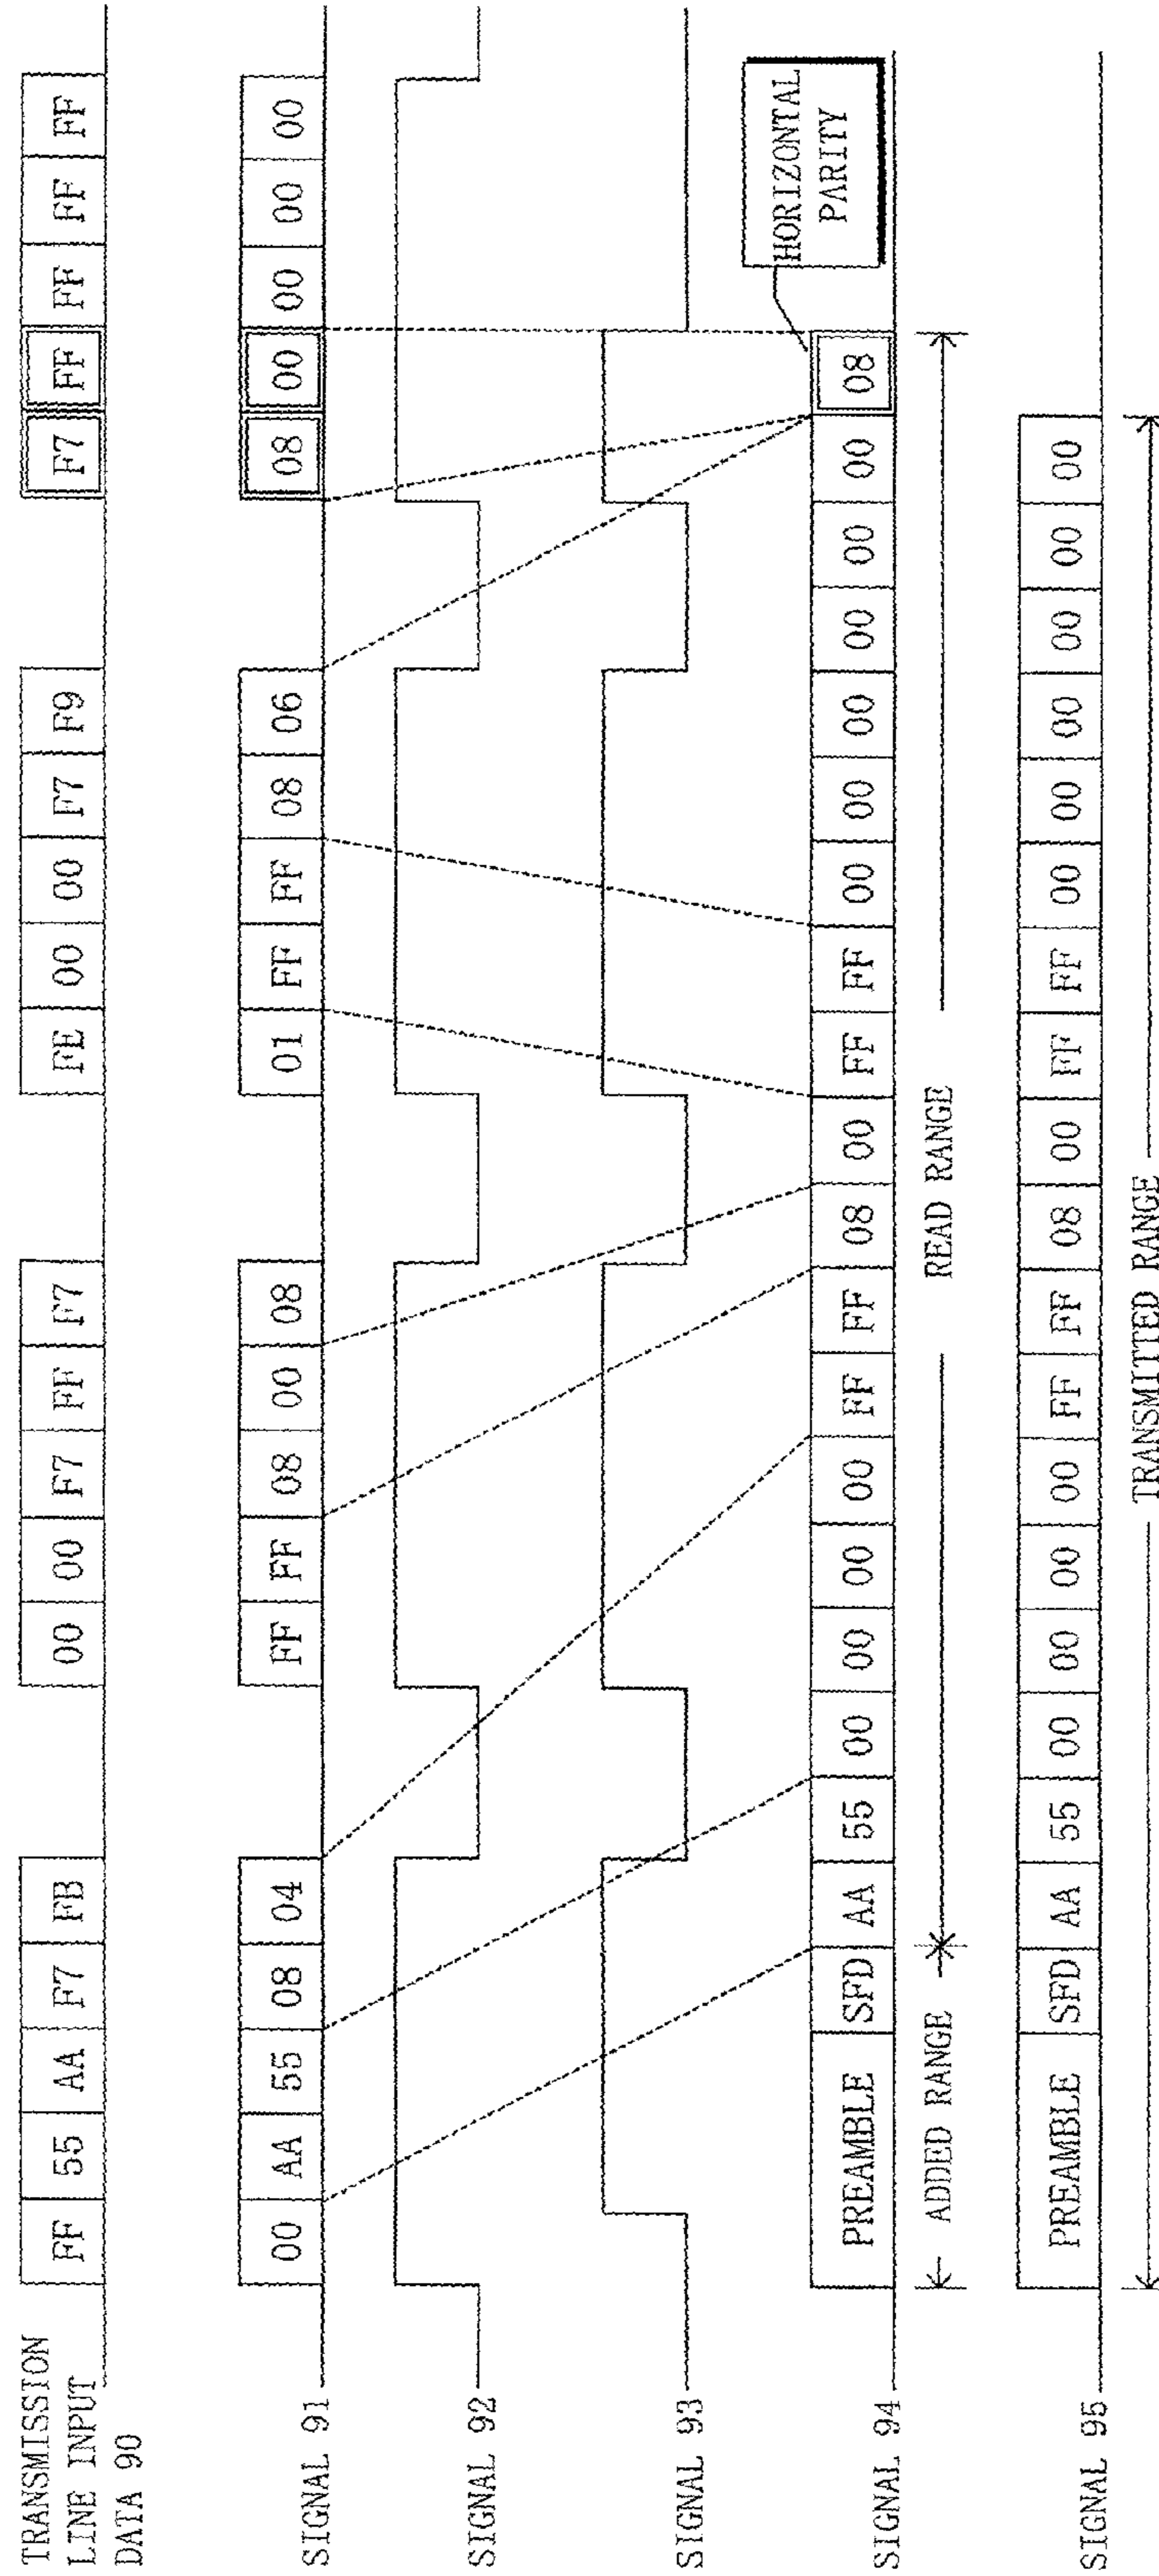 TRANSMISSION
LINE INPUT
DATA 90
FF 55 AA F7 FB 00 00 F7 FF F7 FE 00 00 F7 F9 F7 FF FF FF FF
SIGNAL 91
00 AA 55 08 04 FF FF 08 00 08 01 FF FF 08 06 08 00 00 00 00
SIGNAL 92
SIGNAL 93
HORIZONTAL
PARITY
SIGNAL 94
PREAMBLE SFD AA 55 00 00 00 00 FF FF 08 00 FF FF 00 00 00 00 00 00 08
ADDED RANGE
READ RANGE
SIGNAL 95
PREAMBLE SFD AA 55 00 00 00 00 FF FF 08 00 FF FF 00 00 00 00 00 00
TRANSMITTED RANGE